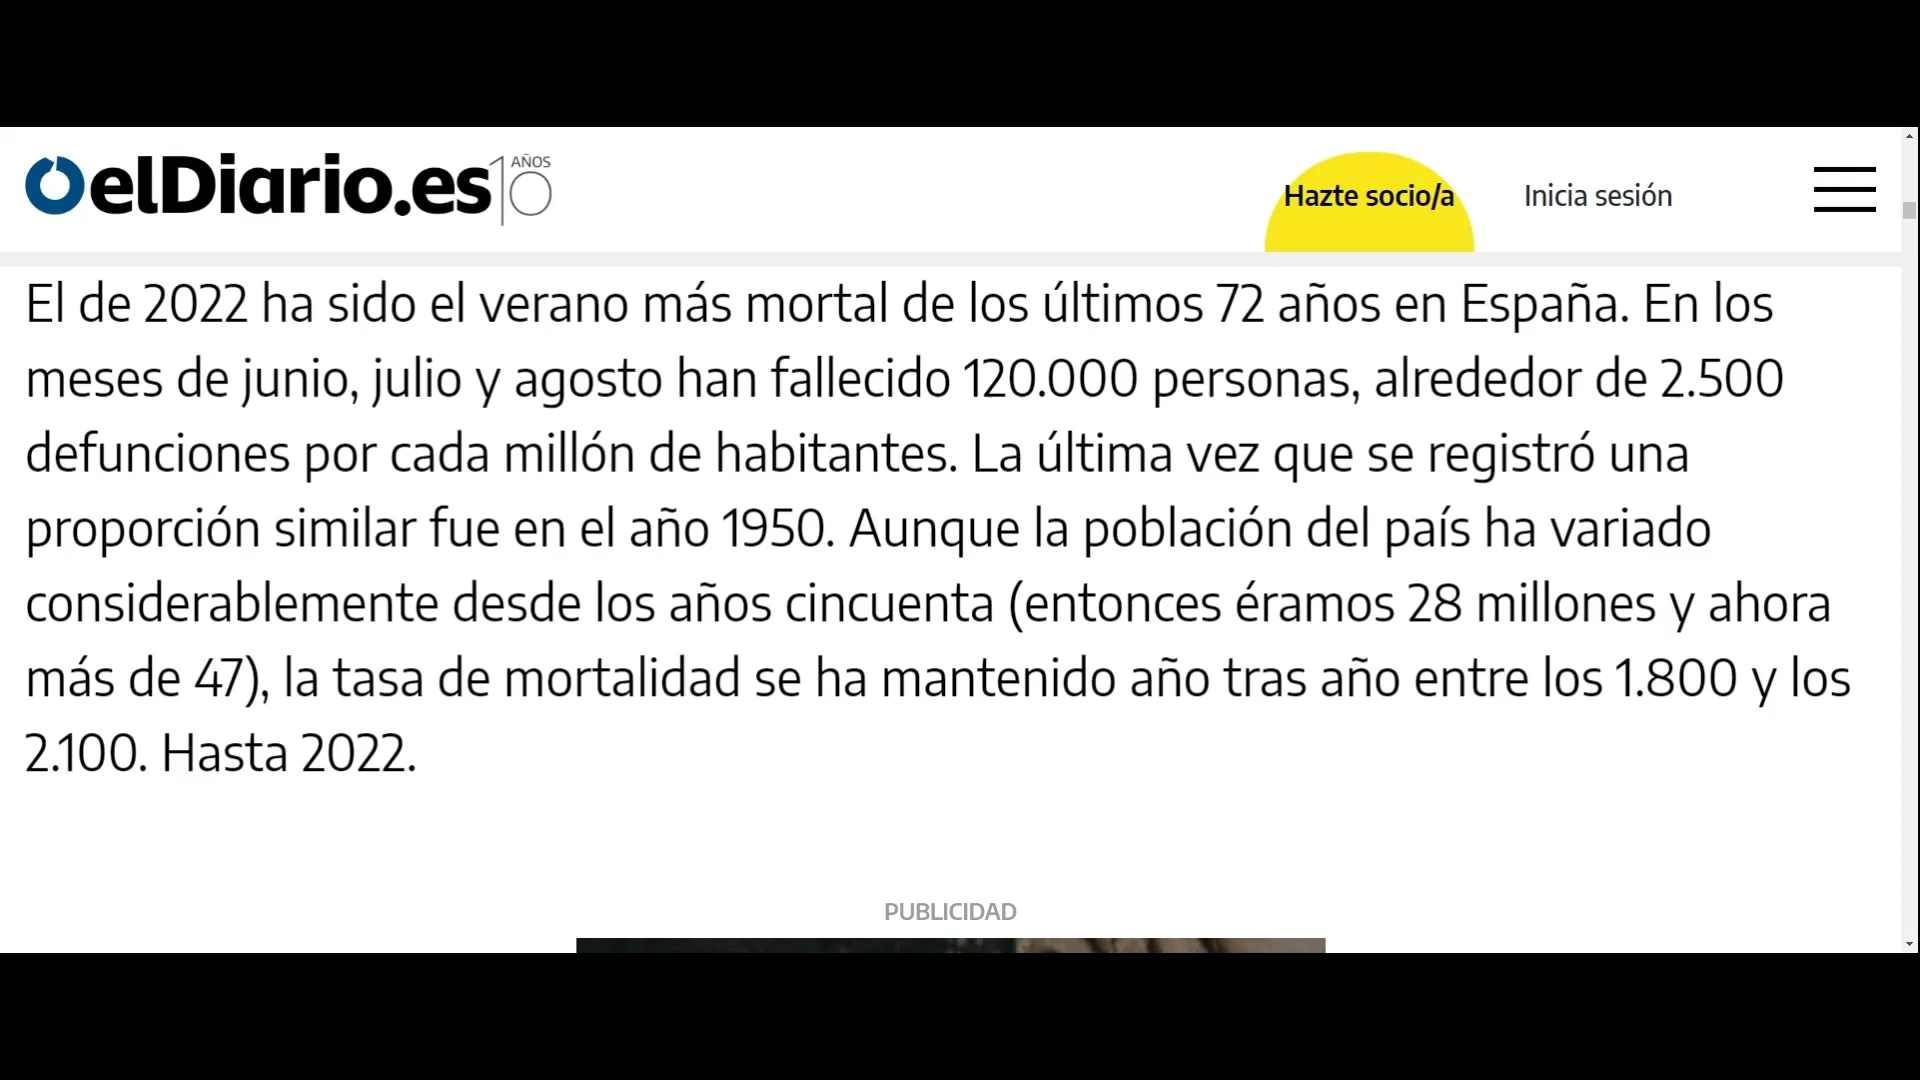 elDiario.es 10 AÑOS
Hazte socio/a
Inicia sesión
El de 2022 ha sido el verano más mortal de los últimos 72 años en España. En los
meses de junio, julio y agosto han fallecido 120.000 personas, alrededor de 2.500
defunciones por cada millón de habitantes. La última vez que se registró una
proporción similar fue en el año 1950. Aunque la población del país ha variado
considerablemente desde los años cincuenta (entonces éramos 28 millones y ahora
más de 47), la tasa de mortalidad se ha mantenido año tras año entre los 1.800 y los
2.100. Hasta 2022.
PUBLICIDAD